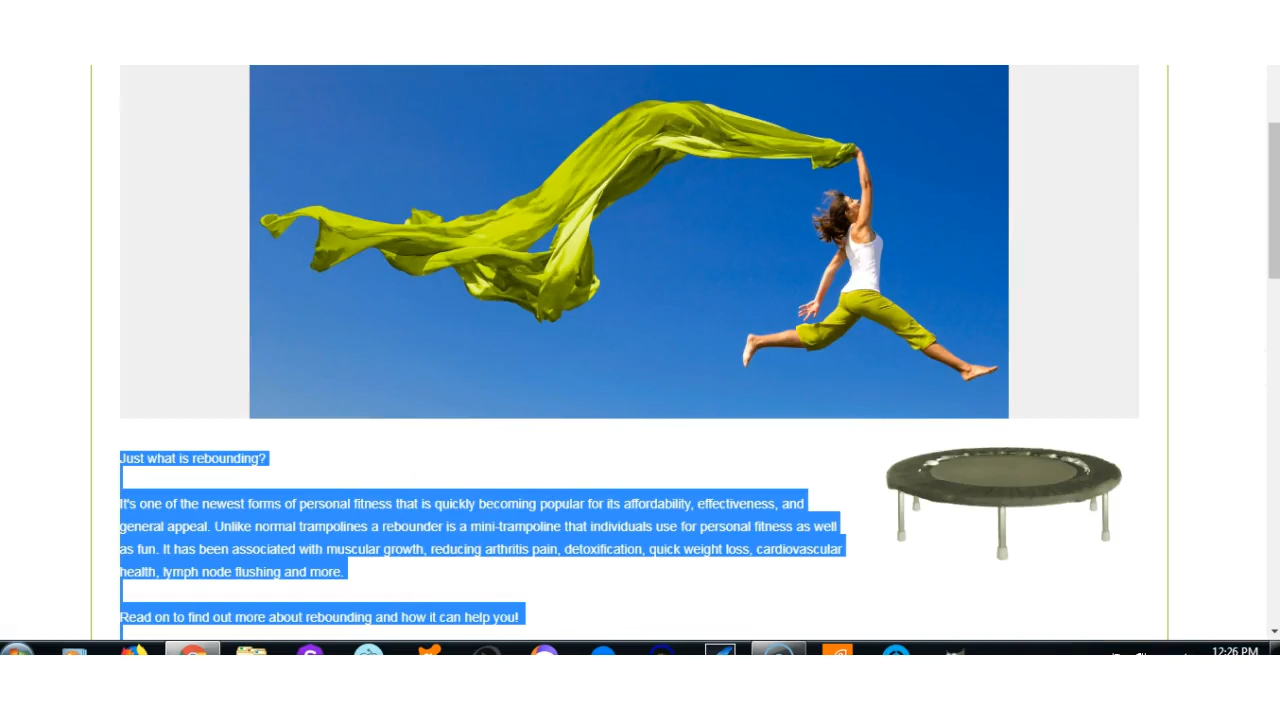 Just what is rebounding?
It's one of the newest forms of personal fitness that is quickly becoming popular for its affordability, effectiveness, and
general appeal. Unlike normal trampolines a rebounder is a mini-trampoline that individuals use for personal fitness as well
as fun. It has been associated with muscular growth, reducing arthritis pain, detoxification, quick weight loss, cardiovascular
health, lymph node flushing and more.
Read on to find out more about rebounding and how it can help you!
12:26 PM